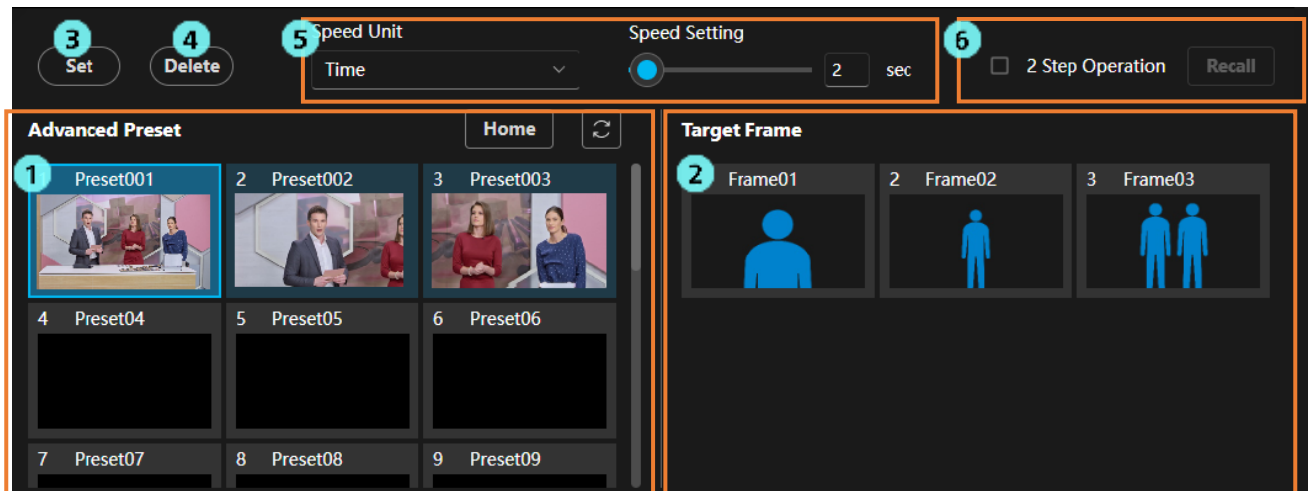 3 4 5 Speed Unit Speed Setting 6
Set Delete Time 2 sec 2 Step Operation Recall
Advanced Preset Home Target Frame
1 Preset001 2 Preset002 3 Preset003 2 Frame01 2 Frame02 3 Frame03
4 Preset04 5 Preset05 6 Preset06
7 Preset07 8 Preset08 9 Preset09